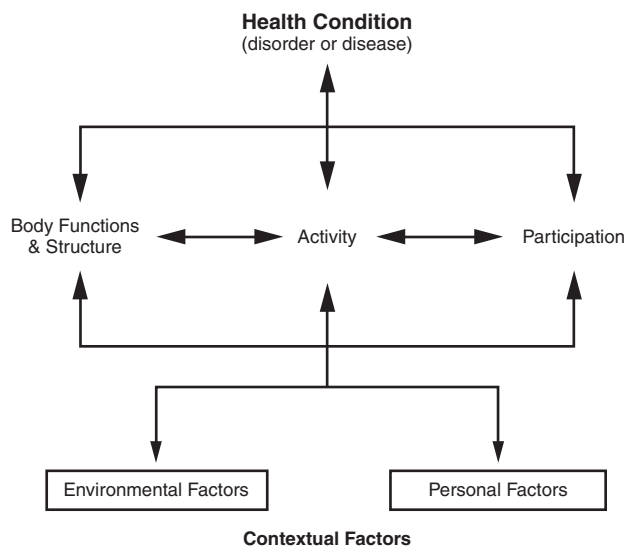 Health Condition
(disorder or disease)
Body Functions
& Structure
Activity
Participation
Environmental Factors
Personal Factors
Contextual Factors